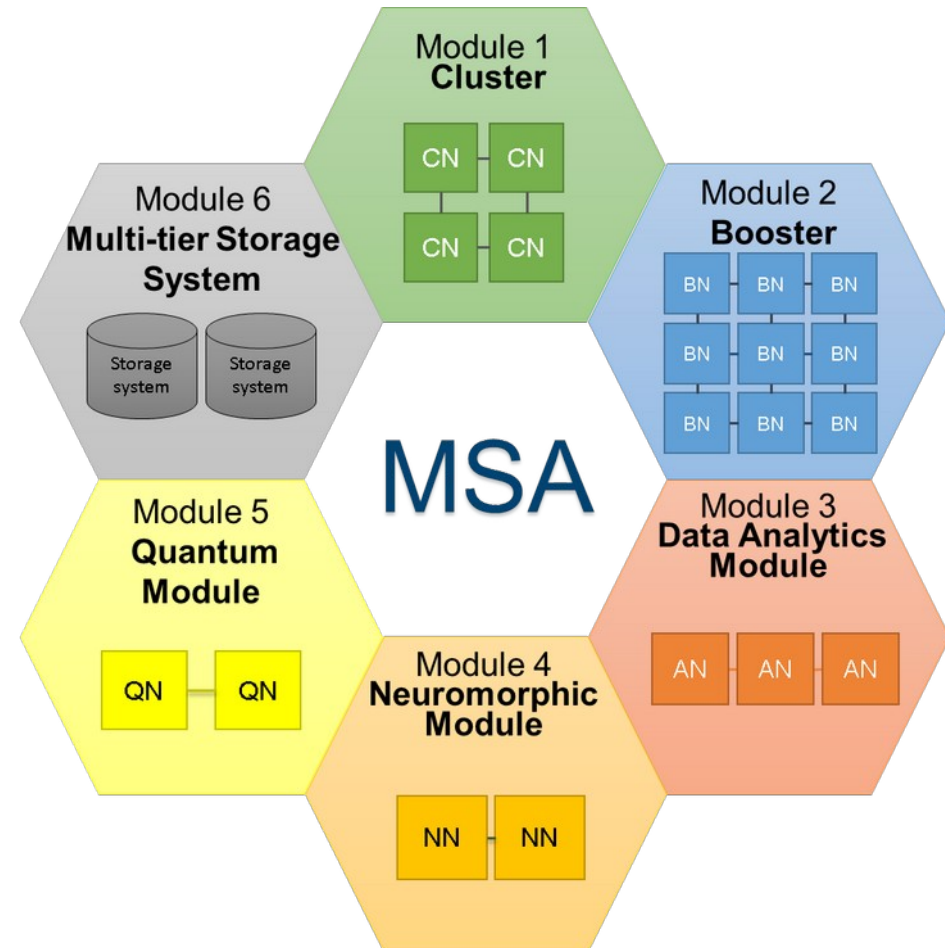 Module 1
Cluster
CN CN
CN CN
Module 2
Booster
BN BN BN
BN BN BN
BN BN BN
Module 3
Data Analytics
Module
AN AN AN
Module 4
Neuromorphic
Module
NN NN
Module 5
Quantum
Module
QN QN
Module 6
Multi-tier Storage
System
Storage Storage
system system
MSA